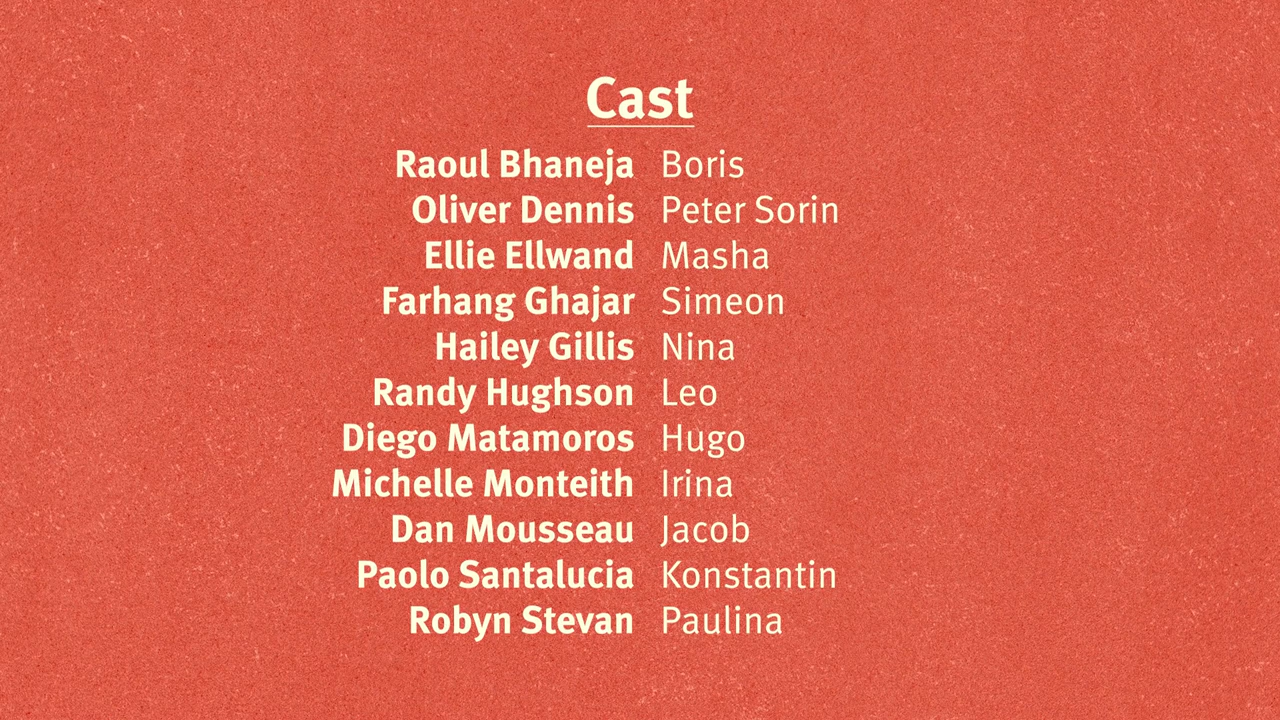 Cast
Raoul Bhaneja Boris
Oliver Dennis Peter Sorin
Ellie Ellwand Masha
Farhang Ghajar Simeon
Hailey Gillis Nina
Randy Hughson Leo
Diego Matamoros Hugo
Michelle Monteith Irina
Dan Mousseau Jacob
Paolo Santalucia Konstantin
Robyn Stevan Paulina